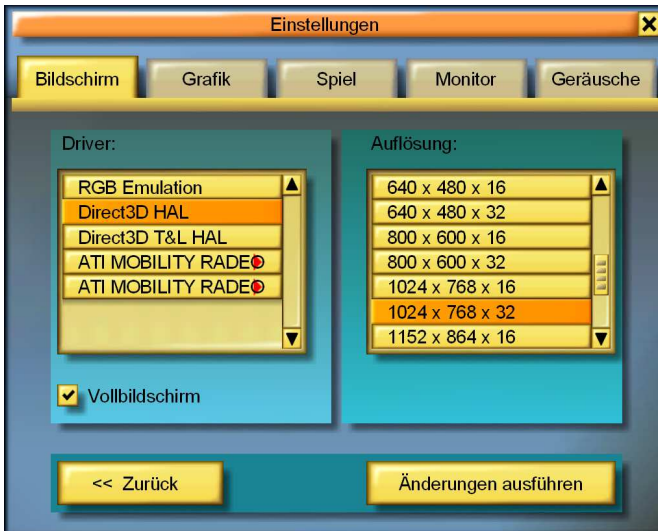 Einstellungen
Bildschirm
Grafik
Spiel
Monitor
Geräusche
Driver:
RGB Emulation
Direct3D HAL
Direct3D T&L HAL
ATI MOBILITY RADEO
ATI MOBILITY RADEO
Vollbildschirm
Auflösung:
640 x 480 x 16
640 x 480 x 32
800 x 600 x 16
800 x 600 x 32
1024 x 768 x 16
1024 x 768 x 32
1152 x 864 x 16
<< Zurück
Änderungen ausführen